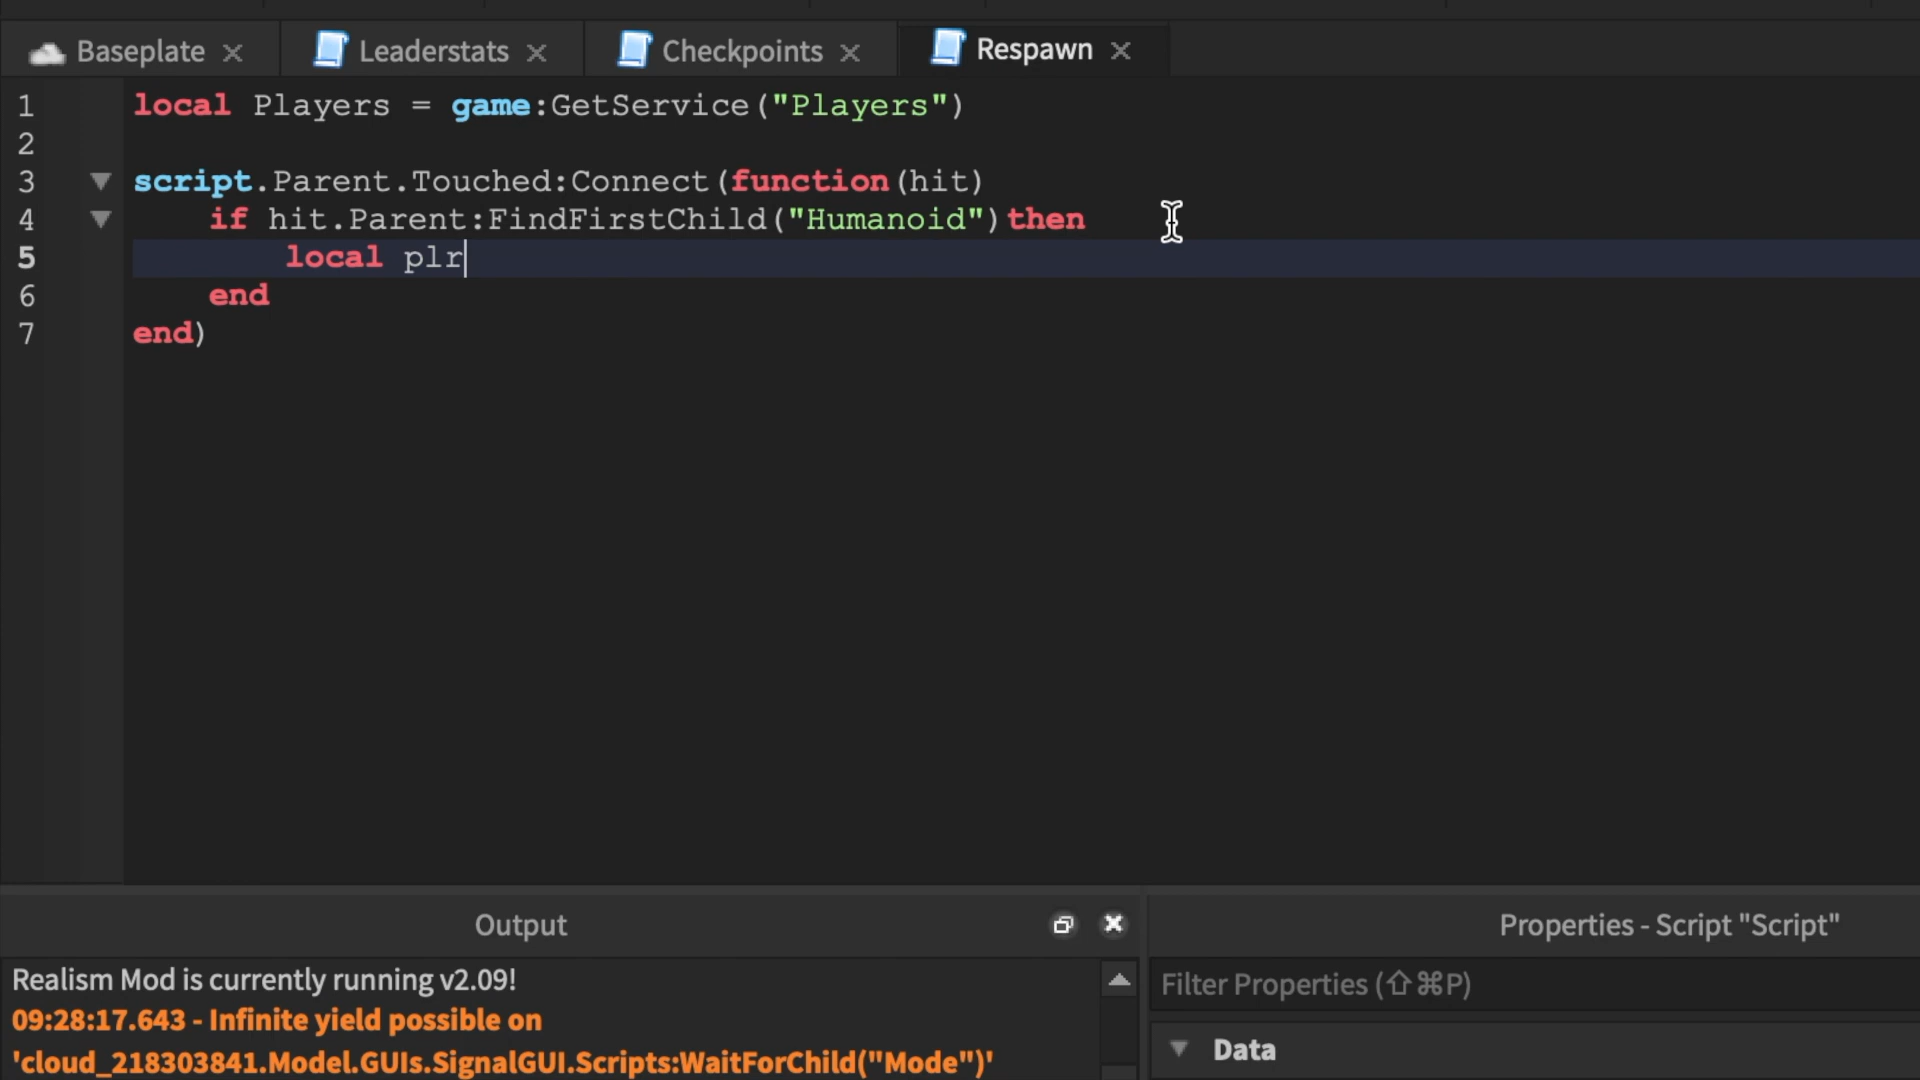 Baseplate Leaderstats Checkpoints Respawn
1 local Players = game:GetService("Players")
2
3 script.Parent.Touched:Connect(function(hit)
4 if hit.Parent:FindFirstChild("Humanoid")then
5 local plr
6 end
7 end)
Output
Realism Mod is currently running v2.09!
09:28:17.643 - Infinite yield possible on
'cloud_218303841.Model.GUIs.SignalGUI.Scripts:WaitForChild("Mode")'
Properties - Script "Script"
Filter Properties (⇧⌘P)
Data